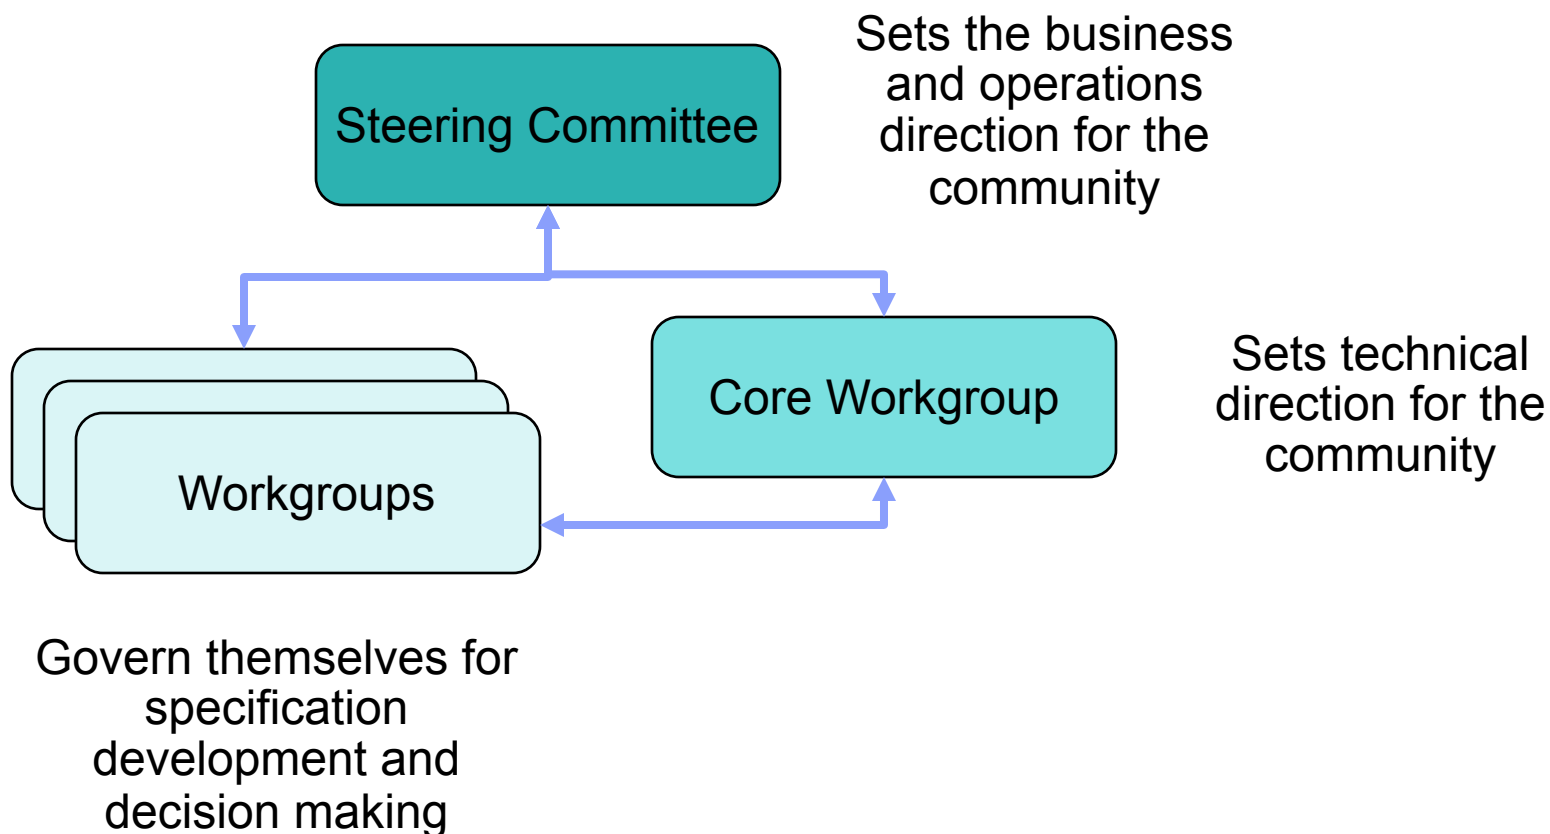 Steering Committee
Sets the business
and operations
direction for the
community
Core Workgroup
Sets technical
direction for the
community
Workgroups
Govern themselves for
specification
development and
decision making